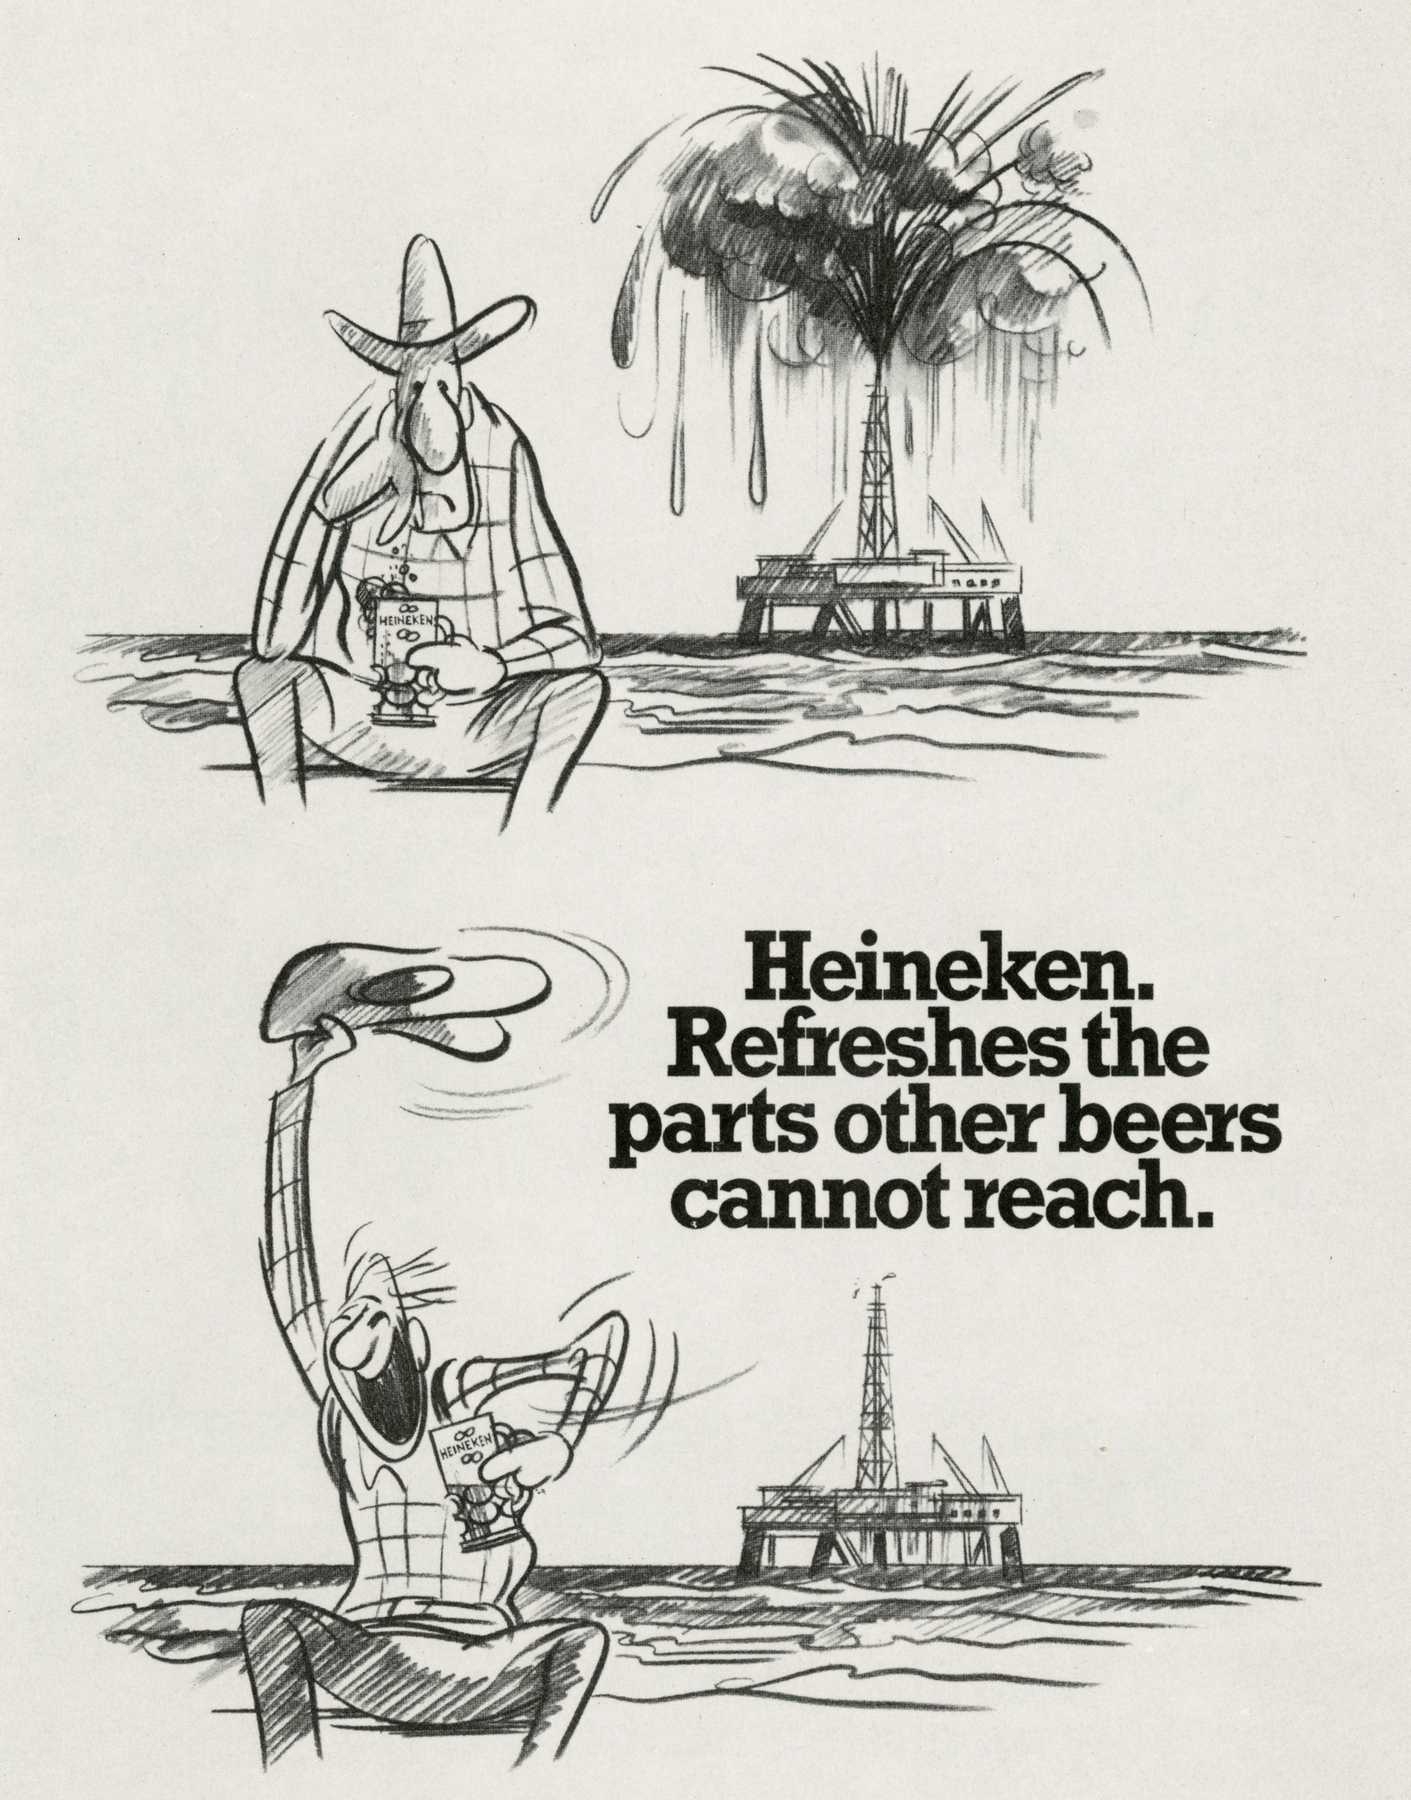 HEINEKEN
Heineken.
Refreshes the
parts other beers
cannot reach.
HEINEKEN